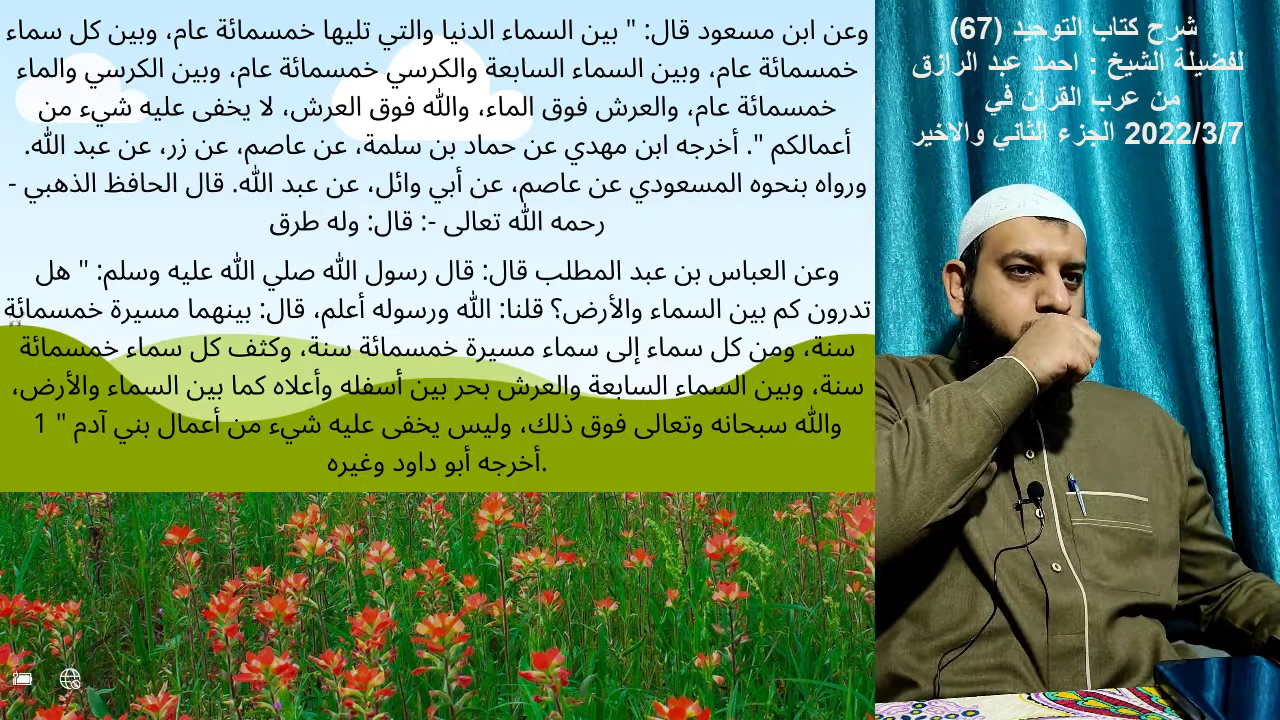 وعن ابن مسعود قال: " بين السماء الدنيا والتي تليها خمسمائة عام، وبين كل سماء
خمسمائة عام، وبين السماء السابعة والكرسي خمسمائة عام، وبين الكرسي والماء
خمسمائة عام، والعرش فوق الماء، والله فوق العرش، لا يخفى عليه شيء من
أعمالكم ". أخرجه ابن مهدي عن حماد بن سلمة، عن عاصم، عن زر، عن عبد الله.
ورواه بنحوه المسعودي عن عاصم، عن أبي وائل، عن عبد الله. قال الحافظ الذهبي -
رحمه الله تعالى -: قال: وله طرق
وعن العباس بن عبد المطلب قال: قال رسول الله صلي الله عليه وسلم: " هل
تدرون كم بين السماء والأرض؟ قلنا: الله ورسوله أعلم، قال: بينهما مسيرة خمسمائة
سنة، ومن كل سماء إلى سماء مسيرة خمسمائة سنة، وكثف كل سماء خمسمائة
سنة، وبين السماء السابعة والعرش بحر بين أسفله وأعلاه كما بين السماء والأرض،
والله سبحانه وتعالى فوق ذلك، وليس يخفى عليه شيء من أعمال بني آدم " 1
.أخرجه أبو داود وغيره
شرح كتاب التوحيد (67)
لفضيلة الشيخ : احمد عبد الرازق
من عرب القرآن في
2022/3/7 الجزء الثاني والاخير